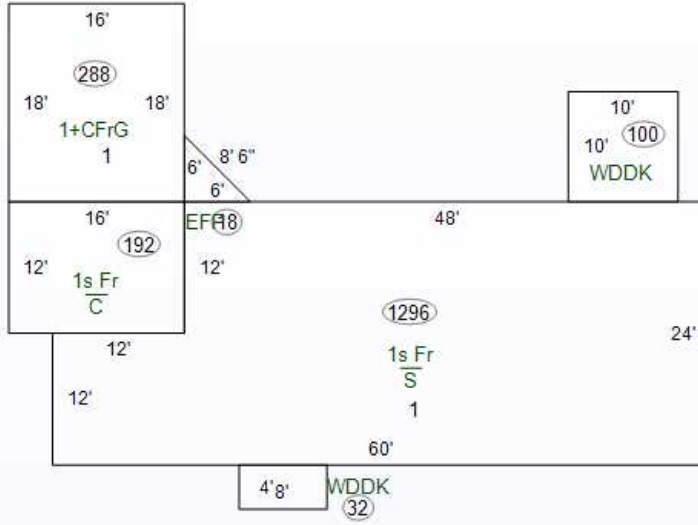 16'
288
18' 18'
1+CFrG
1
10'
10' 100
WDDK
8' 6"
6'
6'
16' EFP 18 48'
192
12' 12'
1s Fr
C
1296
24'
12'
1s Fr
S
12'
1
60'
4' 8' WDDK
32